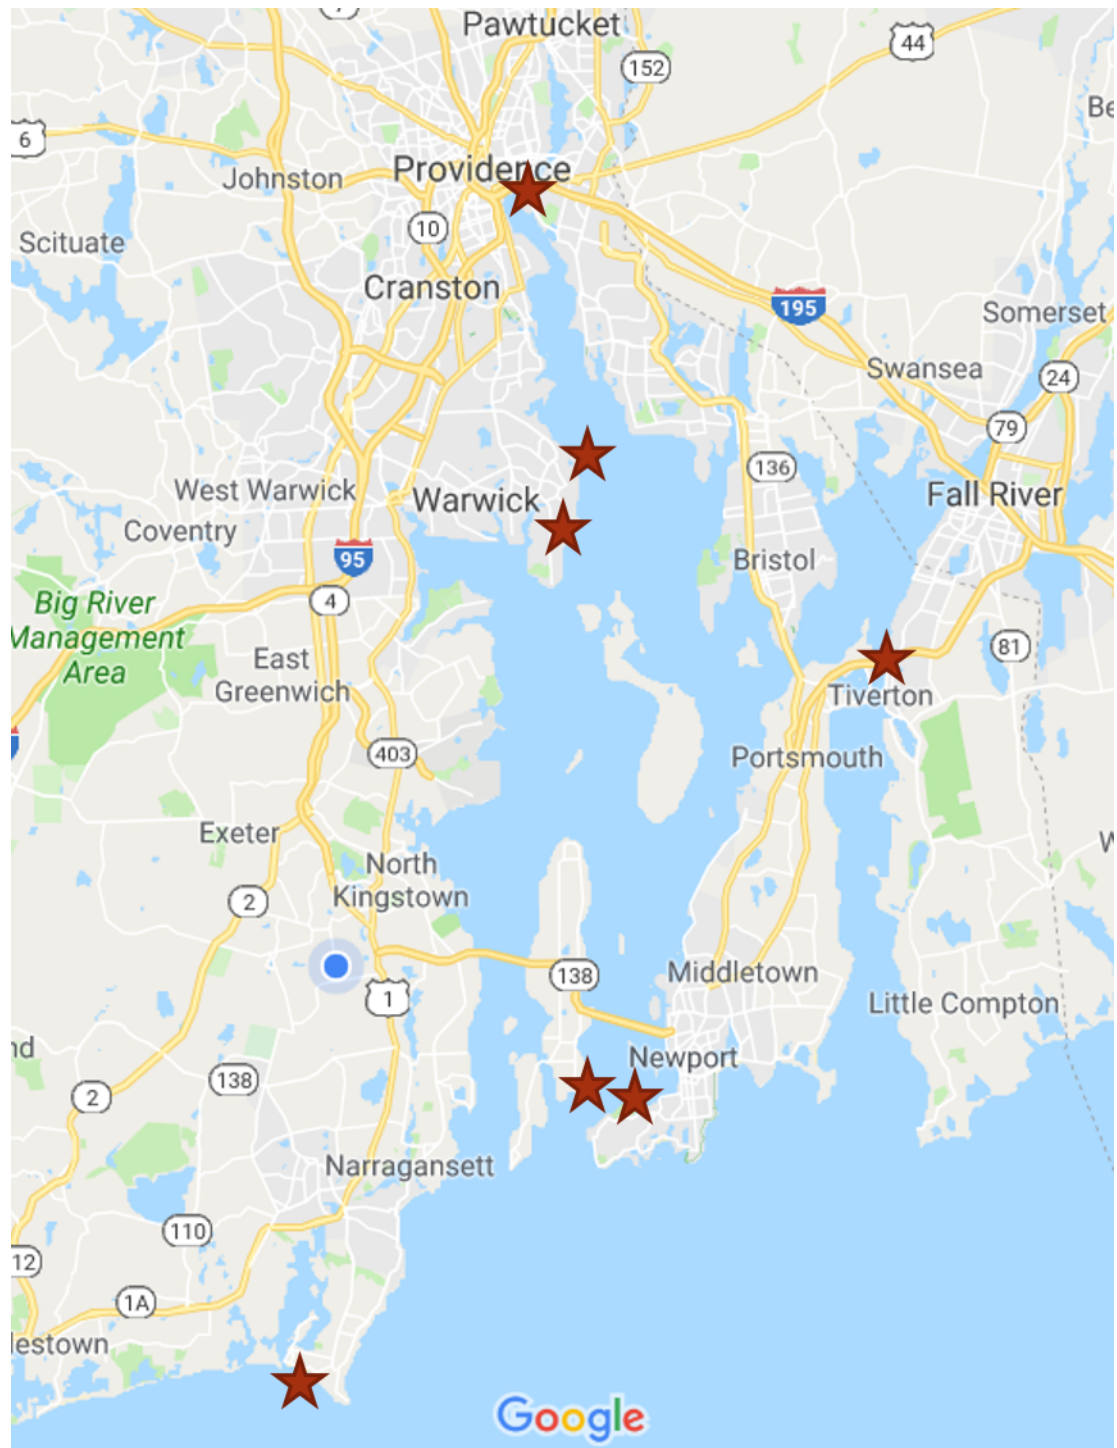 Pawtucket
44
152
6
Providence
Johnston
10
Scituate
Cranston
195
Somerset
Swansea
24
79
136
West Warwick
Warwick
Fall River
Coventry
95
Bristol
4
Big River
Management
Area
81
East
Greenwich
Tiverton
403
Portsmouth
Exeter
North
Kingstown
2
138
Middletown
1
Little Compton
Newport
138
2
Narragansett
110
12
1A
lestown
Google